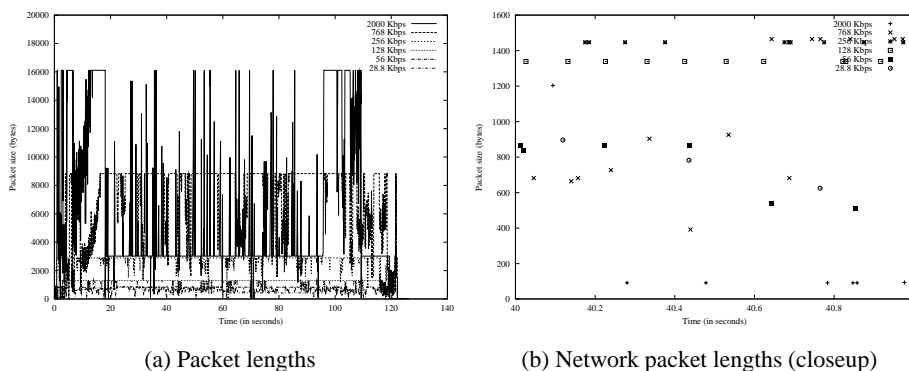 20000
18000
16000
14000
12000
10000
8000
6000
4000
2000
0
Packet size (bytes)
0 20 40 60 80 100 120 140
Time (in seconds)
2000 Kbps
768 Kbps
256 Kbps
128 Kbps
56 Kbps
28.8 Kbps
(a) Packet lengths
1600
1400
1200
1000
800
600
400
200
0
Packet size (bytes)
40 40.2 40.4 40.6 40.8
Time (in seconds)
2000 Kbps
768 Kbps
256 Kbps
128 Kbps
56 Kbps
28.8 Kbps
(b) Network packet lengths (closeup)